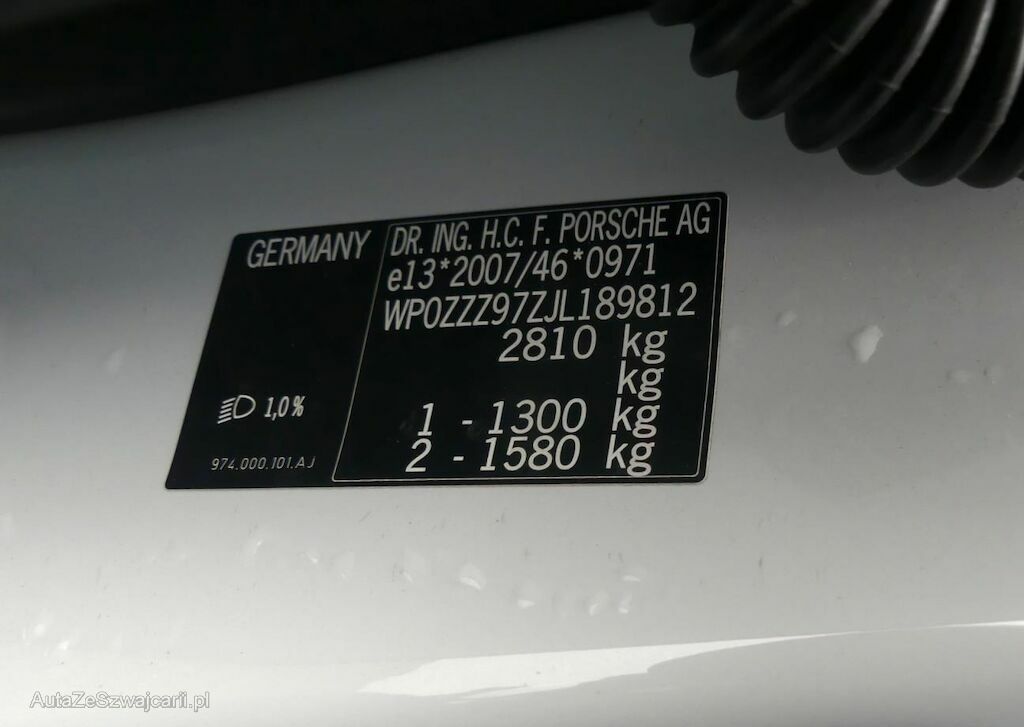 GERMANY
DR. ING. H.C. F. PORSCHE AG
e13*2007/46*0971
WP0ZZZ97ZJL189812
2810 kg
kg
1 - 1300 kg
2 - 1580 kg
1,0%
974.000.101.AJ
AutaZeSzwajcarii.pl